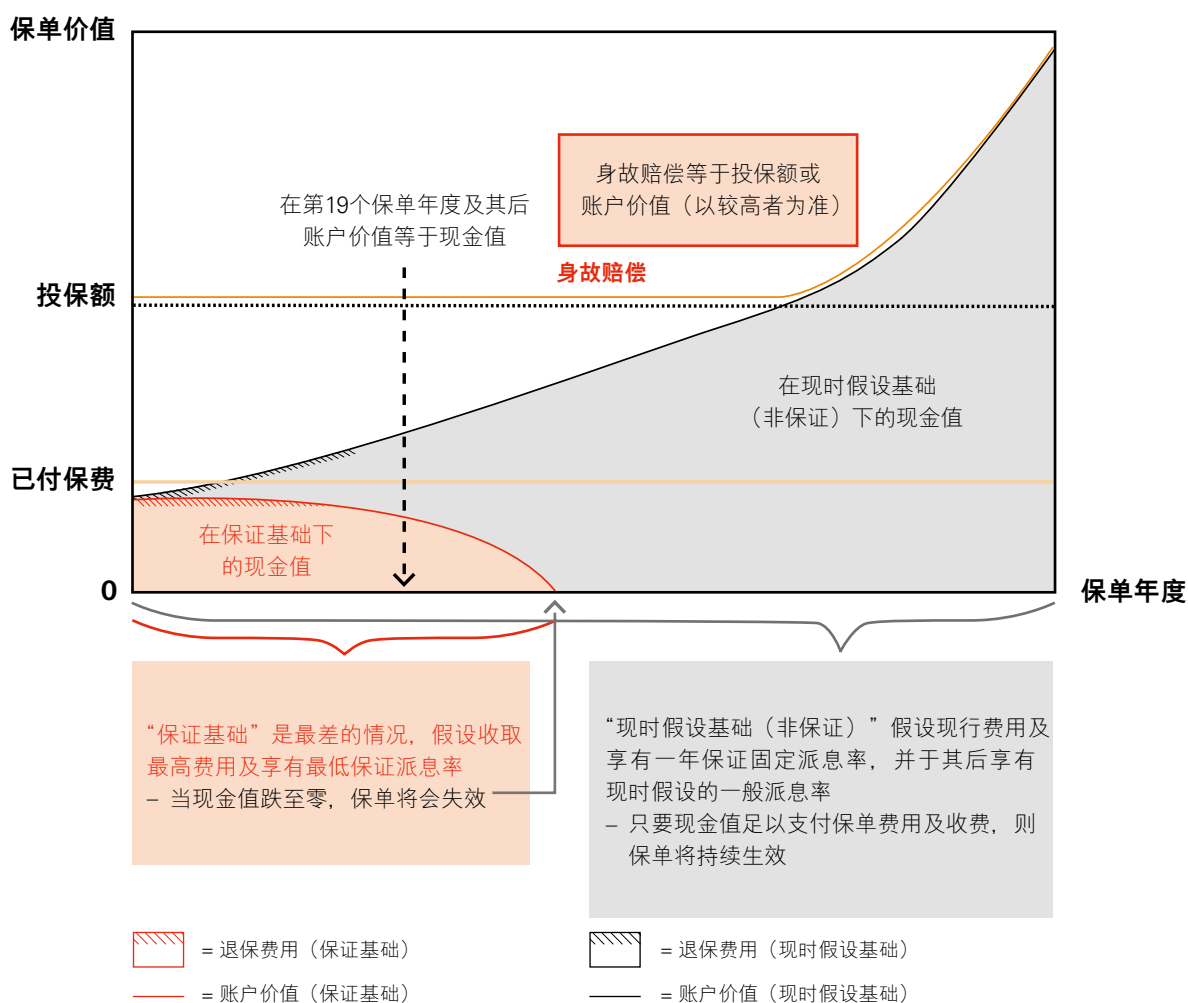 保单价值
身故赔偿等于投保额或
账户价值（以较高者为准）
在第19个保单年度及其后
账户价值等于现金值
身故赔偿
投保额
在现时假设基础
（非保证）下的现金值
已付保费
在保证基础下
的现金值
0
保单年度
“保证基础”是最差的情况，假设收取
最高费用及享有最低保证派息率
– 当现金值跌至零，保单将会失效
“现时假设基础（非保证）”假设现行费用及
享有一年保证固定派息率，并于其后享有
现时假设的一般派息率
– 只要现金值足以支付保单费用及收费，则
保单将持续生效
= 退保费用（保证基础）
= 账户价值（保证基础）
= 退保费用（现时假设基础）
= 账户价值（现时假设基础）